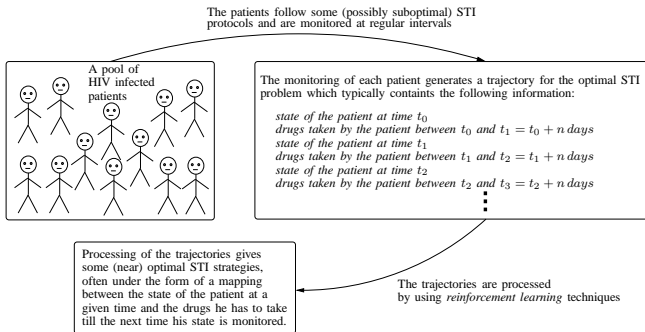 The patients follow some (possibly suboptimal) STI
protocols and are monitored at regular intervals
A pool of
HIV infected
patients
The monitoring of each patient generates a trajectory for the optimal STI
problem which typically containts the following information:
state of the patient at time t₀
drugs taken by the patient between t₀ and t₁ = t₀ + n days
state of the patient at time t₁
drugs taken by the patient between t₁ and t₂ = t₁ + n days
state of the patient at time t₂
drugs taken by the patient between t₂ and t₃ = t₂ + n days
Processing of the trajectories gives
some (near) optimal STI strategies,
often under the form of a mapping
between the state of the patient at a
given time and the drugs he has to take
till the next time his state is monitored.
The trajectories are processed
by using reinforcement learning techniques